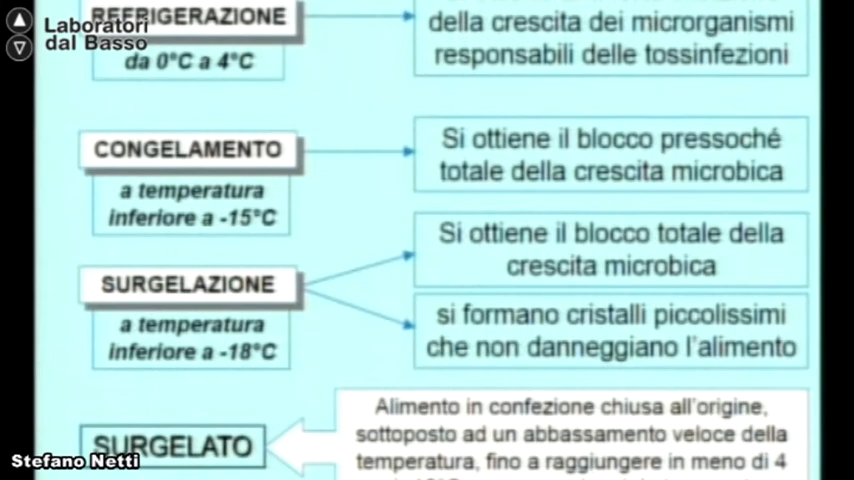 Laboratori
dal Basso
REFRIGERAZIONE
da 0°C a 4°C
della crescita dei microrganismi
responsabili delle tossinfezioni
CONGELAMENTO
a temperatura
inferiore a -15°C
Si ottiene il blocco pressoché
totale della crescita microbica
SURGELAZIONE
a temperatura
inferiore a -18°C
Si ottiene il blocco totale della
crescita microbica
si formano cristalli piccolissimi
che non danneggiano l'alimento
SURGELATO
Alimento in confezione chiusa all'origine,
sottoposto ad un abbassamento veloce della
temperatura, fino a raggiungere in meno di 4
Stefano Netti